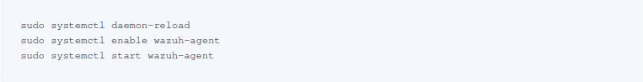 sudo systemctl daemon-reload
sudo systemctl enable wazuh-agent
sudo systemctl start wazuh-agent